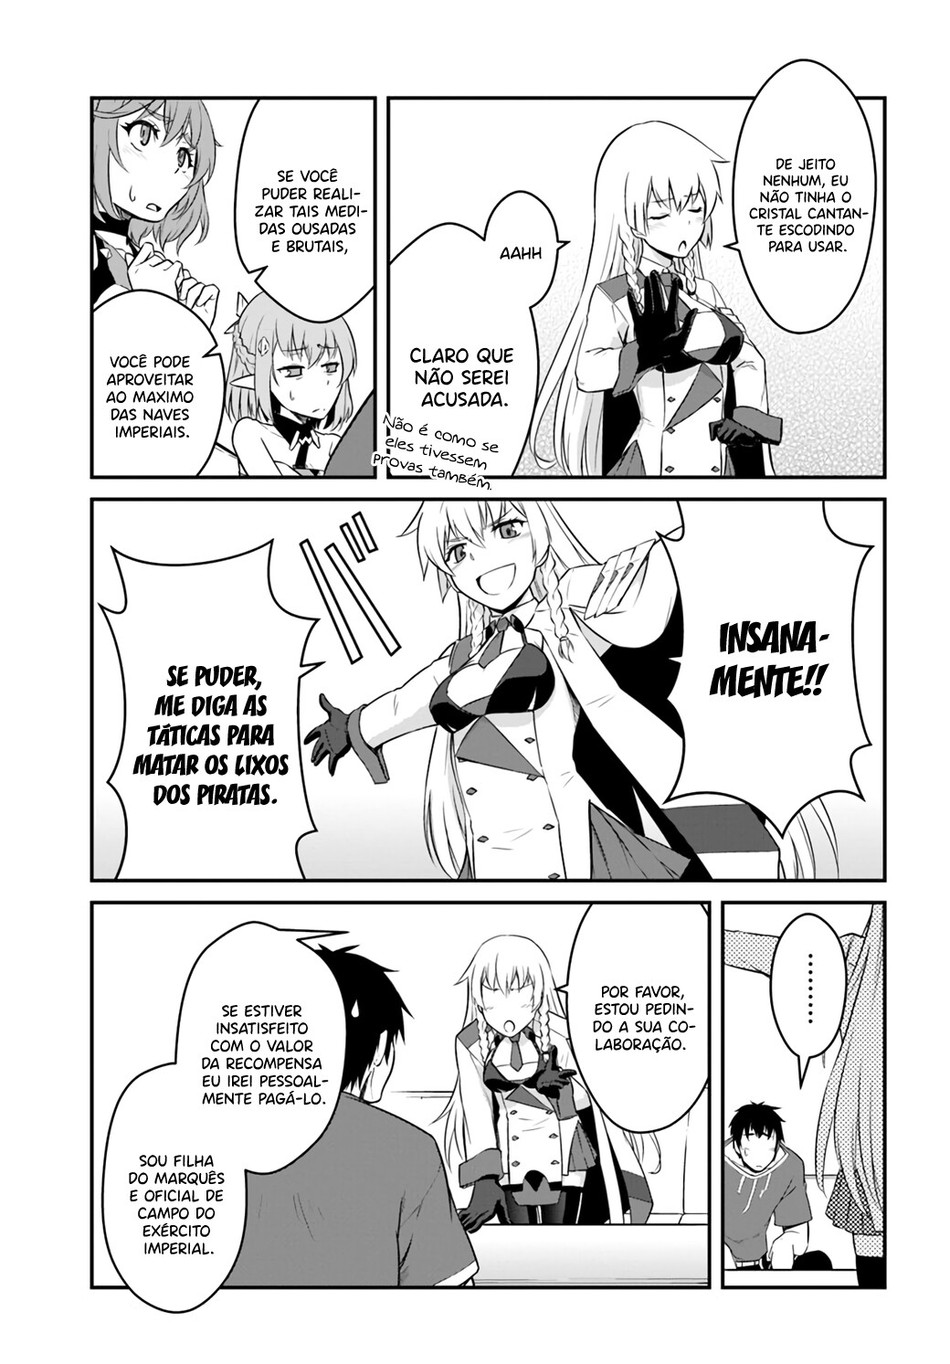 DE JEITO
NENHUM, EU
NÃO TINHA O
CRISTAL CANTAN-
TE ESCODINDO
PARA USAR.
AAHH
CLARO QUE
NÃO SEREI
ACUSADA.
Não é como se
eles tivessem
provas também.
SE VOCÊ
PUDER REALI-
ZAR TAIS MEDI-
DAS OUSADAS
E BRUTAIS,
VOCÊ PODE
APROVEITAR
AO MAXIMO
DAS NAVES
IMPERIAIS.
INSANA-
MENTE!!
SE PUDER,
ME DIGA AS
TÁTICAS PARA
MATAR OS LIXOS
DOS PIRATAS.
.........
POR FAVOR,
ESTOU PEDIN-
DO A SUA CO-
LABORAÇÃO.
SE ESTIVER
INSATISFEITO
COM O VALOR
DA RECOMPENSA
EU IREI PESSOAL-
MENTE PAGÁ-LO.
SOU FILHA
DO MARQUÊS
E OFICIAL DE
CAMPO DO
EXÉRCITO
IMPERIAL.